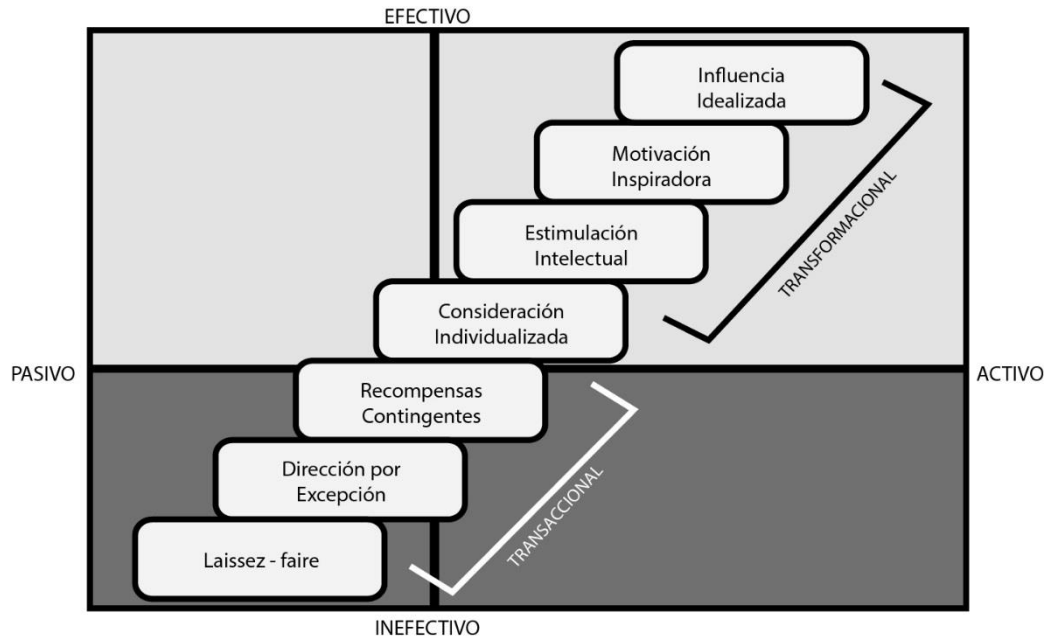 EFECTIVO
Influencia
Idealizada
Motivación
Inspiradora
Estimulación
Intelectual
TRANSFORMACIONAL
Consideración
Individualizada
PASIVO
ACTIVO
Recompensas
Contingentes
Dirección por
Excepción
TRANSACCIONAL
Laissez - faire
INEFECTIVO